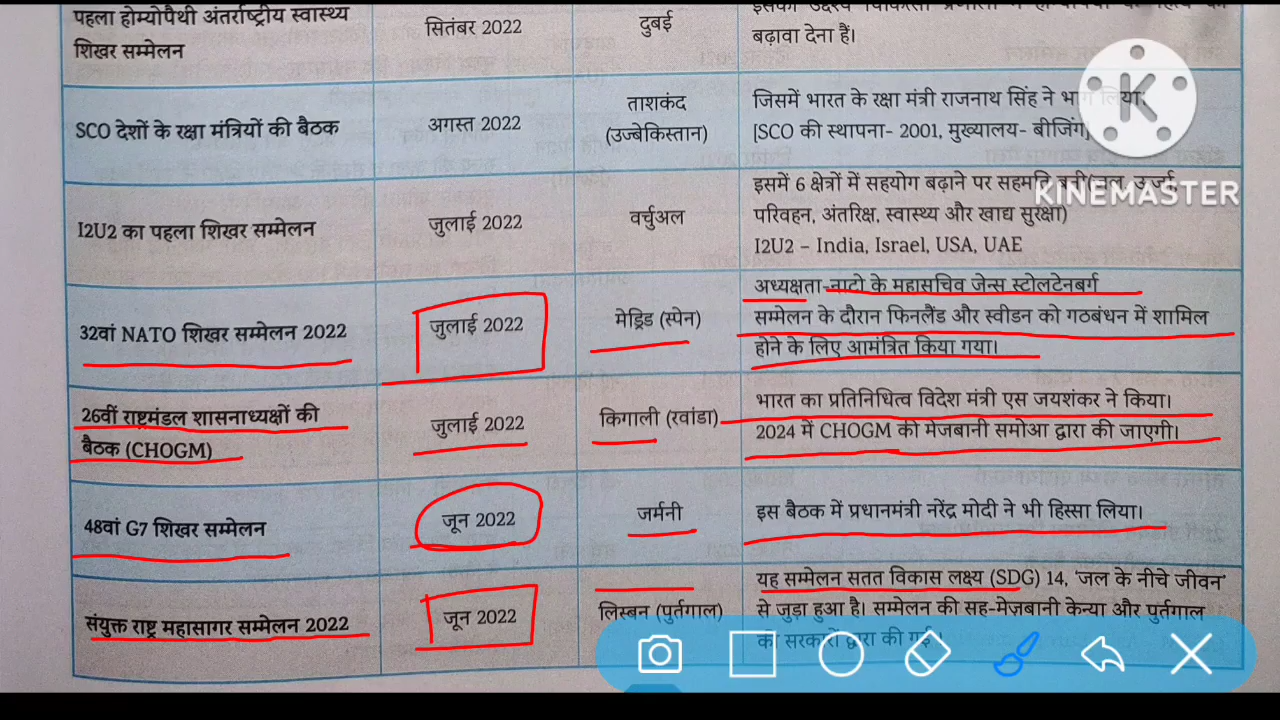 पहला होम्योपैथी अंतर्राष्ट्रीय स्वास्थ्य
शिखर सम्मेलन
सितंबर 2022
दुबई
बढ़ावा देना हैं।
SCO देशों के रक्षा मंत्रियों की बैठक
अगस्त 2022
ताशकंद
(उज्बेकिस्तान)
जिसमें भारत के रक्षा मंत्री राजनाथ सिंह ने भाग लिया
[SCO की स्थापना- 2001, मुख्यालय- बीजिंग]
I2U2 का पहला शिखर सम्मेलन
जुलाई 2022
वर्चुअल
इसमें 6 क्षेत्रों में सहयोग बढ़ाने पर सहमति
परिवहन, अंतरिक्ष, स्वास्थ्य और खाद्य सुरक्षा)
I2U2 – India, Israel, USA, UAE
32वां NATO शिखर सम्मेलन 2022
जुलाई 2022
मेड्रिड (स्पेन)
अध्यक्षता-नाटो के महासचिव जेन्स स्टोलटेनबर्ग
सम्मेलन के दौरान फिनलैंड और स्वीडन को गठबंधन में शामिल
होने के लिए आमंत्रित किया गया।
26वीं राष्ट्रमंडल शासनाध्यक्षों की
बैठक (CHOGM)
जुलाई 2022
किगाली (रवांडा)
भारत का प्रतिनिधित्व विदेश मंत्री एस जयशंकर ने किया।
2024 में CHOGM की मेजबानी समोआ द्वारा की जाएगी।
48वां G7 शिखर सम्मेलन
जून 2022
जर्मनी
इस बैठक में प्रधानमंत्री नरेंद्र मोदी ने भी हिस्सा लिया।
संयुक्त राष्ट्र महासागर सम्मेलन 2022
जून 2022
लिस्बन (पुर्तगाल)
यह सम्मेलन सतत विकास लक्ष्य (SDG) 14, 'जल के नीचे जीवन'
से जुड़ा हुआ है। सम्मेलन की सह-मेज़बानी केन्या और पुर्तगाल
की सरकारों द्वारा की गई।
K
KINEMASTER